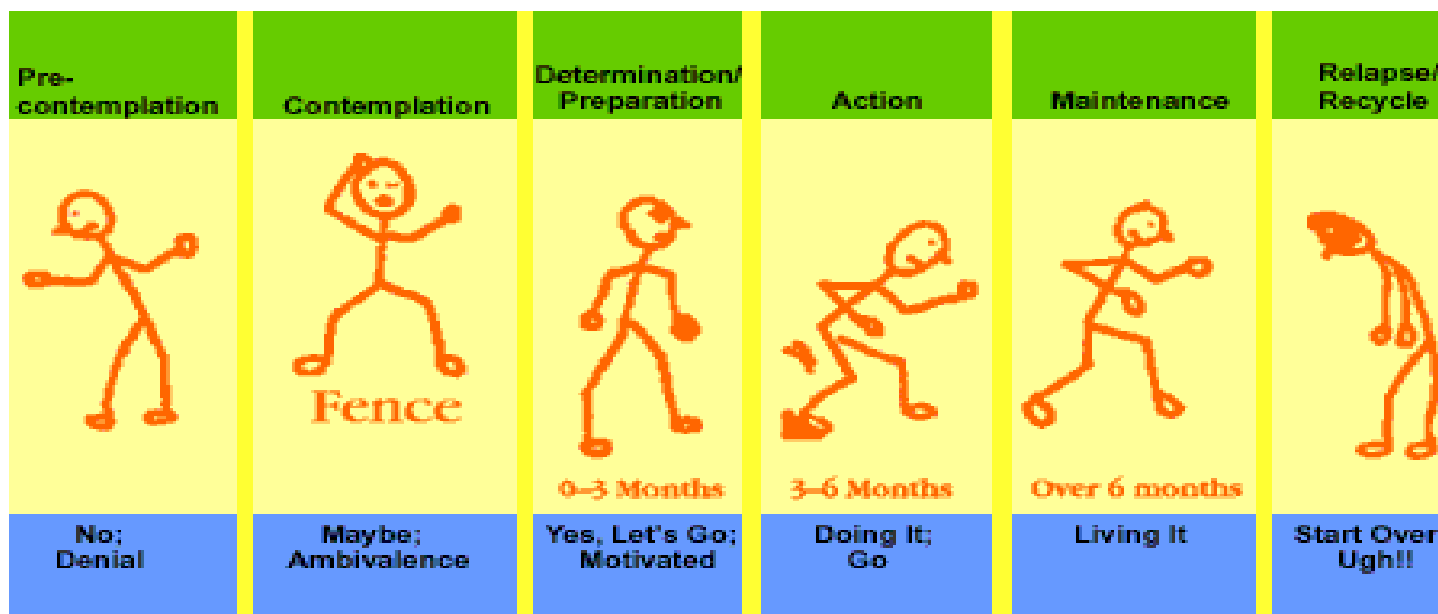 Pre-
contemplation
Contemplation
Determination/
Preparation
Action
Maintenance
Relapse/
Recycle
Fence
0–3 Months
3–6 Months
Over 6 months
No;
Denial
Maybe;
Ambivalence
Yes, Let's Go;
Motivated
Doing It;
Go
Living It
Start Over
Ugh!!